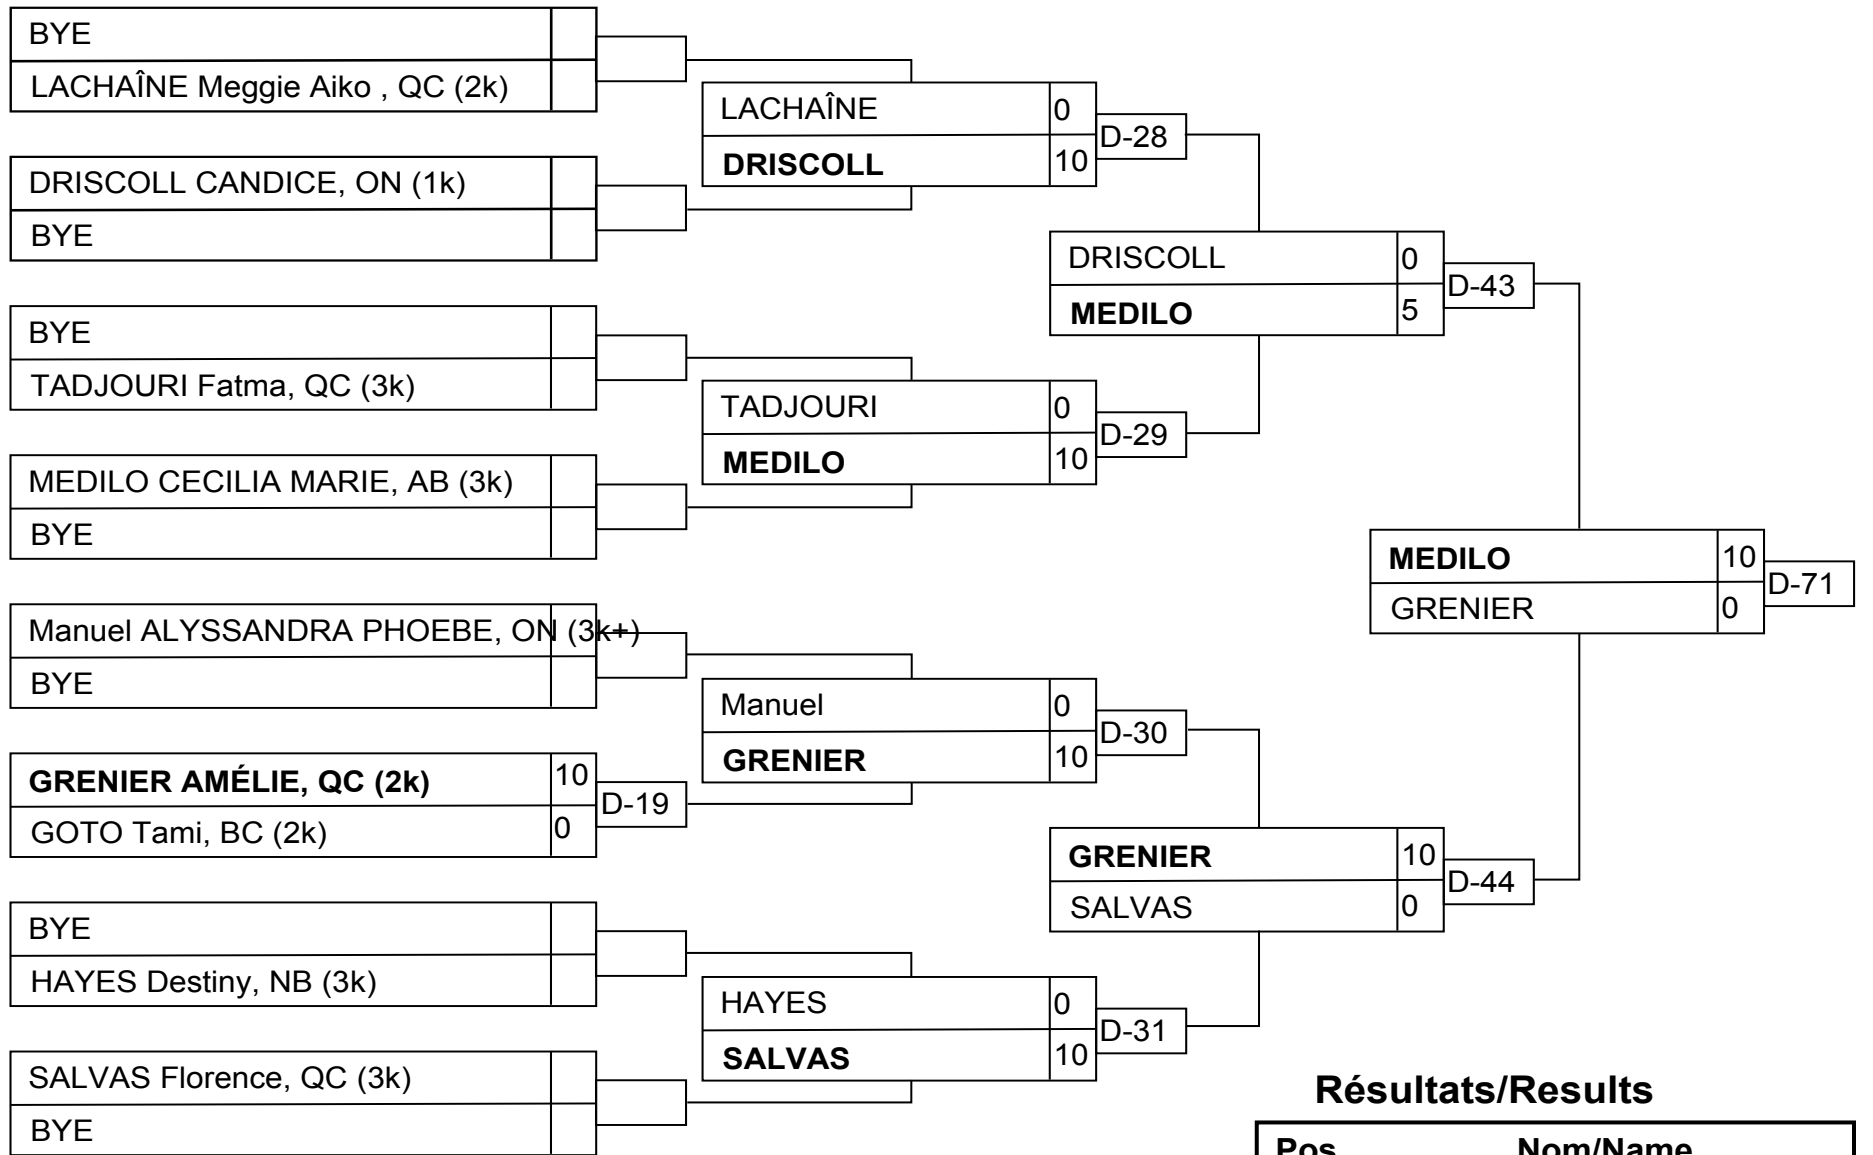 BYE
LACHAÎNE Meggie Aiko , QC (2k)
DRISCOLL CANDICE, ON (1k)
BYE
BYE
TADJOURI Fatma, QC (3k)
MEDILO CECILIA MARIE, AB (3k)
BYE
Manuel ALYSSANDRA PHOEBE, ON (3k+)
BYE
GRENIER AMÉLIE, QC (2k) 10
GOTO Tami, BC (2k) 0
D-19
BYE
HAYES Destiny, NB (3k)
SALVAS Florence, QC (3k)
BYE
LACHAÎNE 0
DRISCOLL 10
D-28
TADJOURI 0
MEDILO 10
D-29
Manuel 0
GRENIER 10
D-30
HAYES 0
SALVAS 10
D-31
DRISCOLL 0
MEDILO 5
D-43
GRENIER 10
SALVAS 0
D-44
MEDILO 10
GRENIER 0
D-71
Résultats/Results
Pos Nom/Name